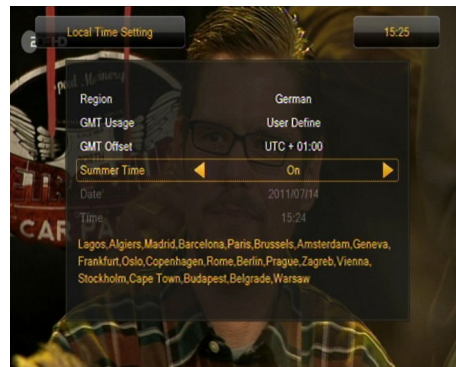 Local Time Setting
15:25
Region German
GMT Usage User Define
GMT Offset UTC + 01:00
Summer Time On
Date 2011/07/14
Time 15:24
Lagos,Algiers,Madrid,Barcelona,Paris,Brussels,Amsterdam,Geneva,
Frankfurt,Oslo,Copenhagen,Rome,Berlin,Prague,Zagreb,Vienna,
Stockholm,Cape Town,Budapest,Belgrade,Warsaw
CAR